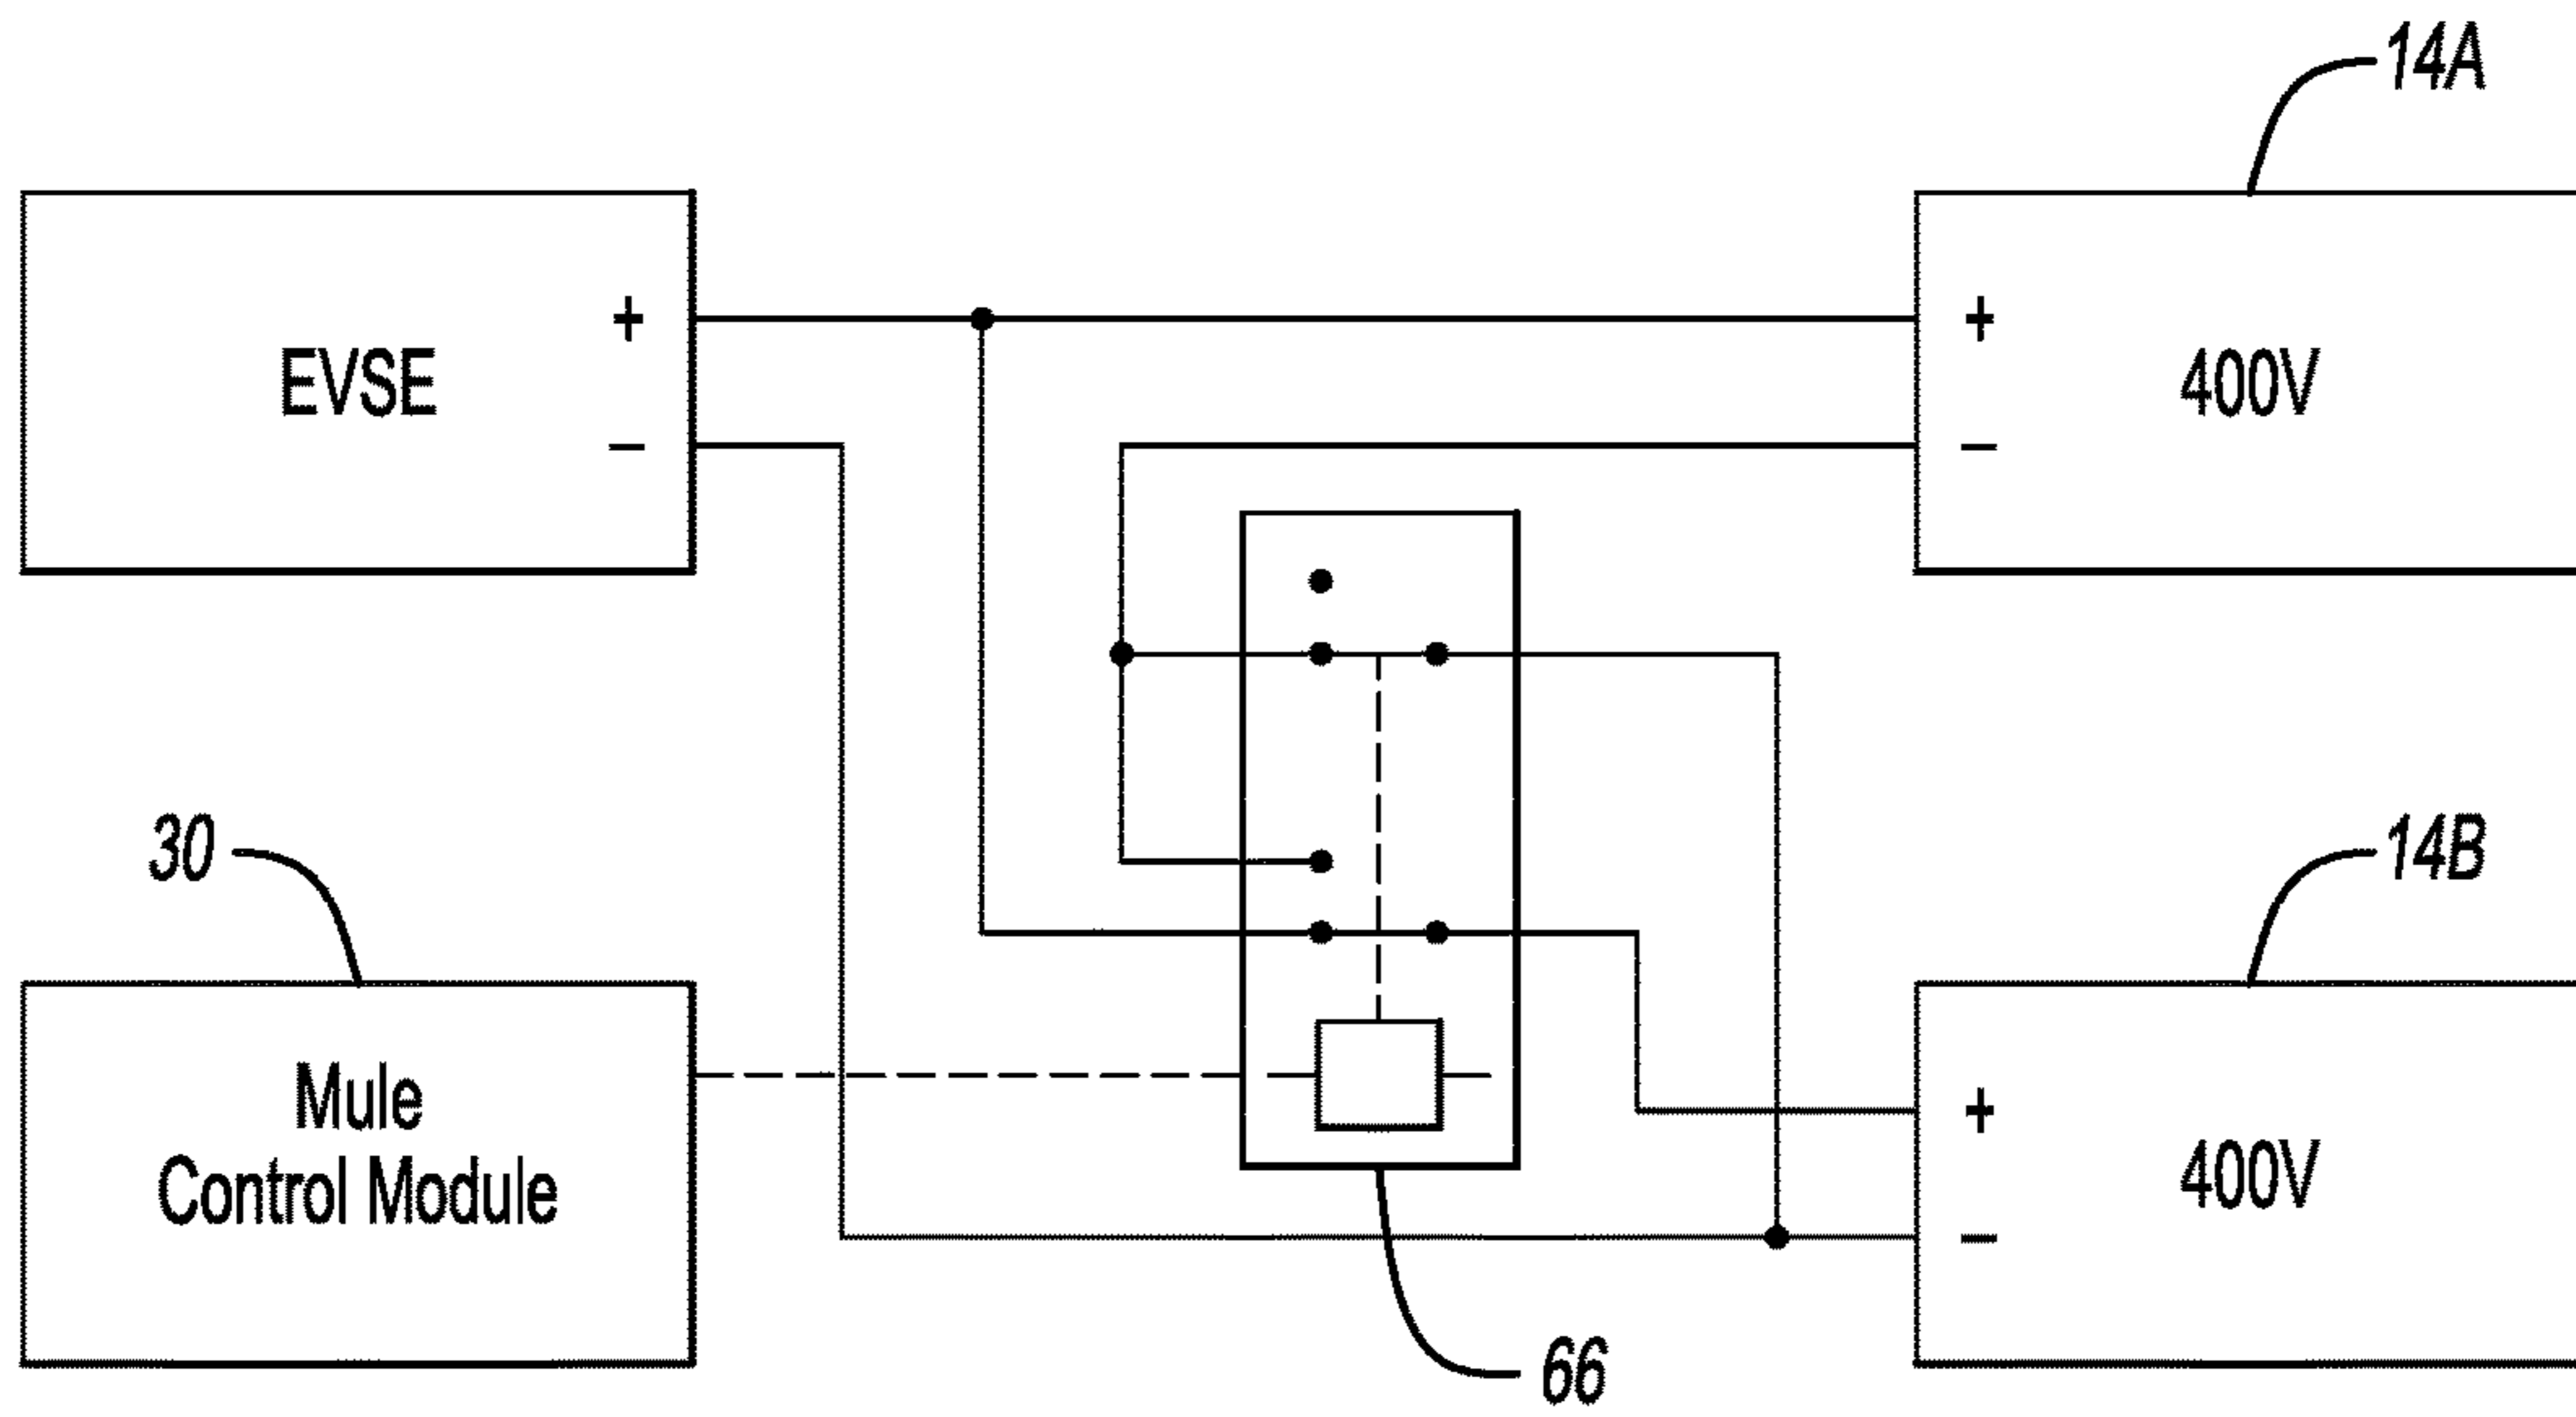 14A
EVSE
+
−
+
−
400V
30
14B
Mule
Control Module
+
−
400V
66